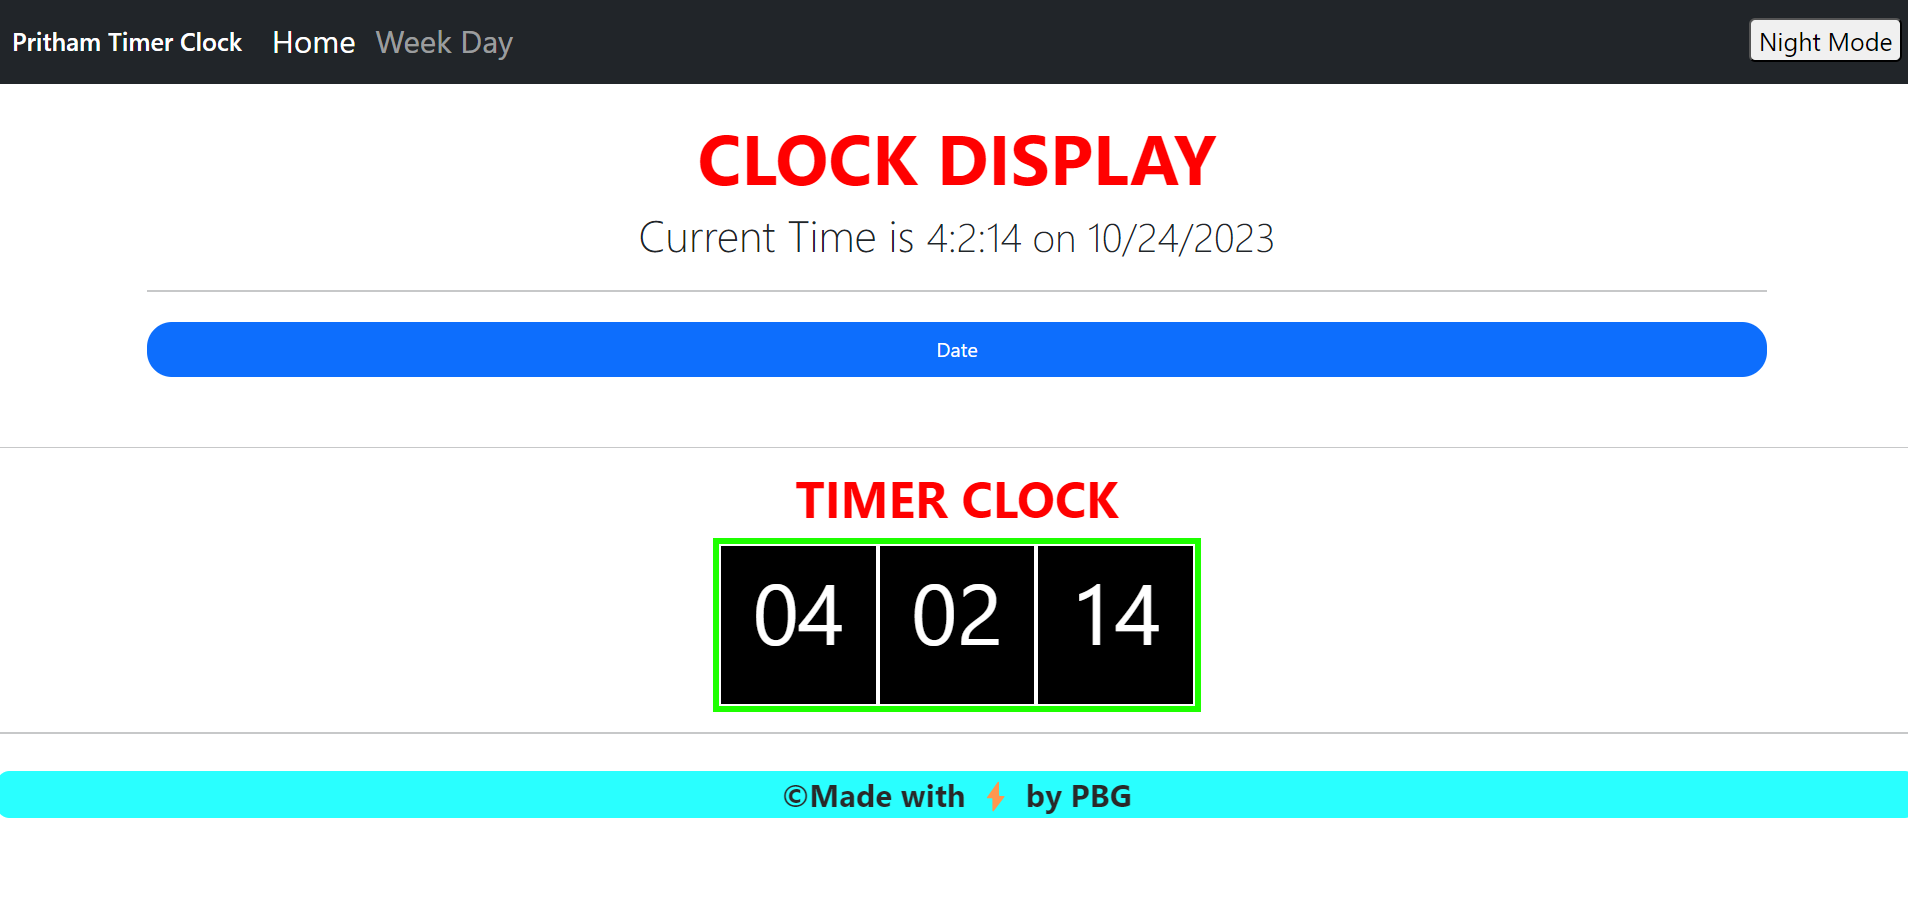 Pritham Timer Clock Home Week Day Night Mode
CLOCK DISPLAY
Current Time is 4:2:14 on 10/24/2023
Date
TIMER CLOCK
04 02 14
©Made with ⚡ by PBG